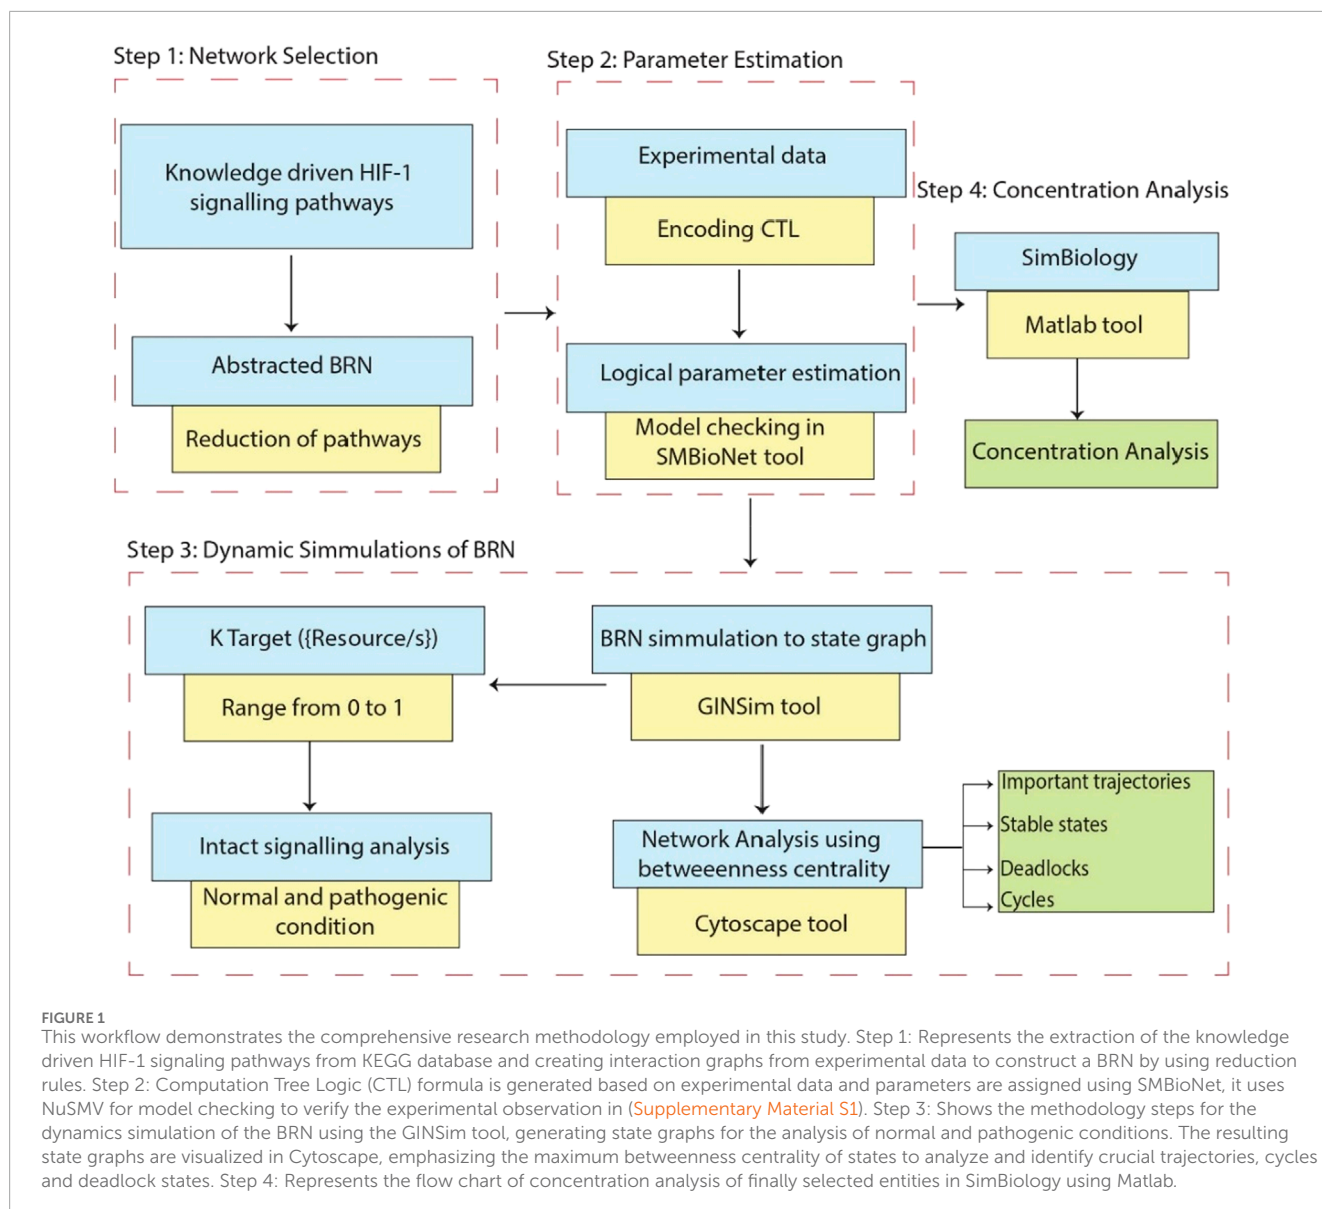 Step 1: Network Selection
Knowledge driven HIF-1
signalling pathways
Abstracted BRN
Reduction of pathways
Step 2: Parameter Estimation
Experimental data
Encoding CTL
Logical parameter estimation
Model checking in
SMBioNet tool
Step 4: Concentration Analysis
SimBiology
Matlab tool
Concentration Analysis
Step 3: Dynamic Simmulations of BRN
K Target ({Resource/s})
Range from 0 to 1
Intact signalling analysis
Normal and pathogenic
condition
BRN simmulation to state graph
GINSim tool
Network Analysis using
betweeenness centrality
Cytoscape tool
Important trajectories
Stable states
Deadlocks
Cycles
FIGURE 1
This workflow demonstrates the comprehensive research methodology employed in this study. Step 1: Represents the extraction of the knowledge
driven HIF-1 signaling pathways from KEGG database and creating interaction graphs from experimental data to construct a BRN by using reduction
rules. Step 2: Computation Tree Logic (CTL) formula is generated based on experimental data and parameters are assigned using SMBioNet, it uses
NuSMV for model checking to verify the experimental observation in (Supplementary Material S1). Step 3: Shows the methodology steps for the
dynamics simulation of the BRN using the GINSim tool, generating state graphs for the analysis of normal and pathogenic conditions. The resulting
state graphs are visualized in Cytoscape, emphasizing the maximum betweenness centrality of states to analyze and identify crucial trajectories, cycles
and deadlock states. Step 4: Represents the flow chart of concentration analysis of finally selected entities in SimBiology using Matlab.